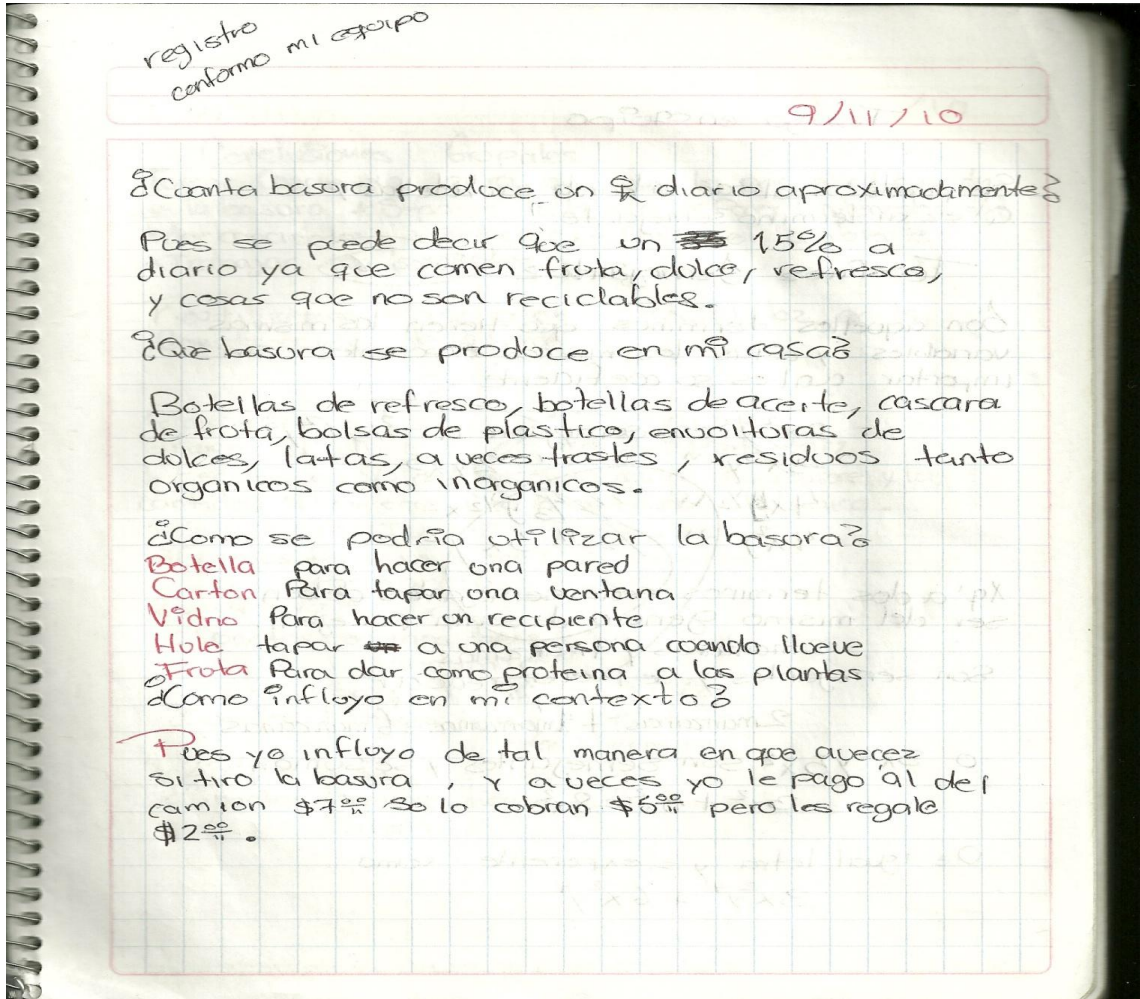 registro
conformo mi equipo
9/11/10
¿Cuanta basura produce un diario aproximadamente?
Pues se puede decir que un 15% a
diario ya que comen fruta, dulce, refresco,
y cosas que no son reciclables.
¿Que basura se produce en mi casa?
Botellas de refresco, botellas de aceite, cascara
de fruta, bolsas de plastico, envolturas de
dulces, latas, a veces trastes, residuos tanto
organicos como inorganicos.
¿Como se podria utilizar la basura?
Botella para hacer una pared
Carton Para tapar una ventana
Vidrio Para hacer un recipiente
Hule tapar a una persona cuando llueve
Fruta Para dar como proteina a las plantas
¿Como influyo en mi contexto?
Pues yo influyo de tal manera en que avecez
si tiro la basura, y a veces yo le pago al del
camion $7.00 So lo cobran $5.00 pero les regalo
$2.00.